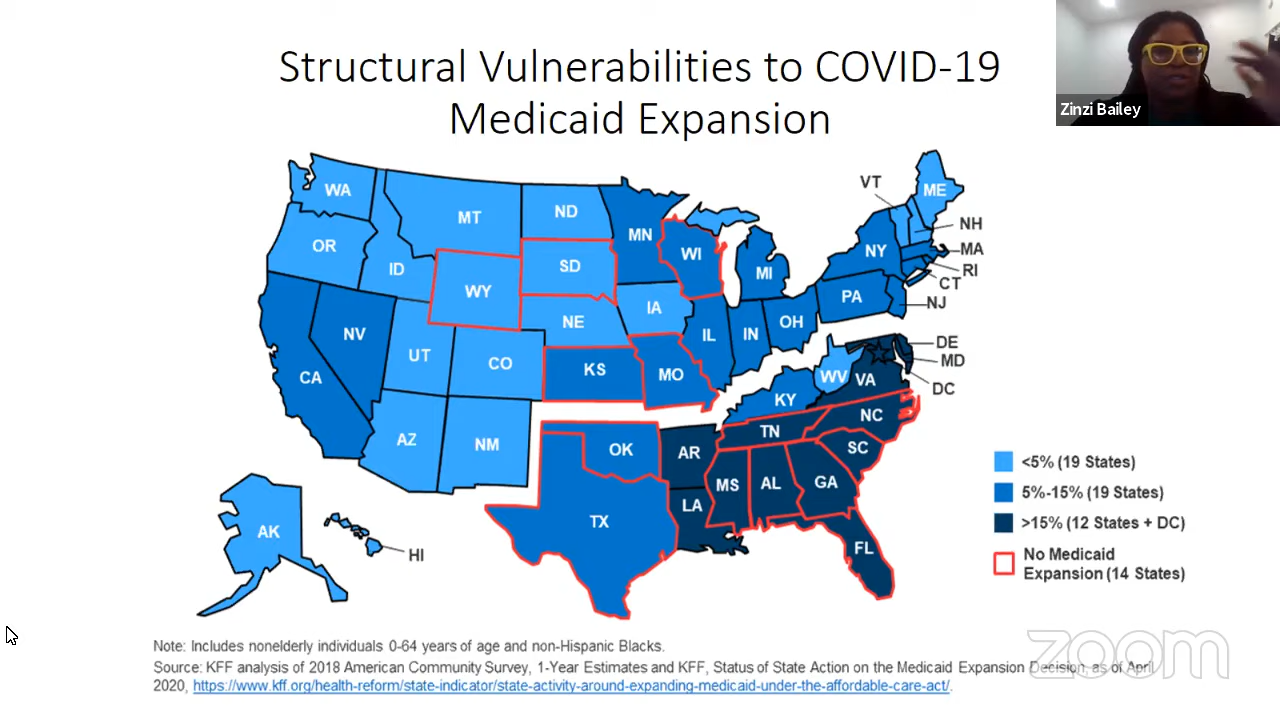 Structural Vulnerabilities to COVID-19
Medicaid Expansion
Zinzi Bailey
WA
MT
ND
MN
VT
ME
NH
OR
ID
SD
WI
NY
MA
RI
CT
WY
MI
PA
NJ
NE
IA
NV
UT
CO
IL
IN
OH
DE
MD
DC
CA
KS
MO
WV
VA
KY
NC
AZ
NM
OK
AR
TN
SC
MS
AL
GA
LA
TX
FL
AK
HI
<5% (19 States)
5%-15% (19 States)
>15% (12 States + DC)
No Medicaid
Expansion (14 States)
Note: Includes nonelderly individuals 0-64 years of age and non-Hispanic Blacks.
Source: KFF analysis of 2018 American Community Survey, 1-Year Estimates and KFF, Status of State Action on the Medicaid Expansion Decision, as of April
2020, https://www.kff.org/health-reform/state-indicator/state-activity-around-expanding-medicaid-under-the-affordable-care-act/.
zoom